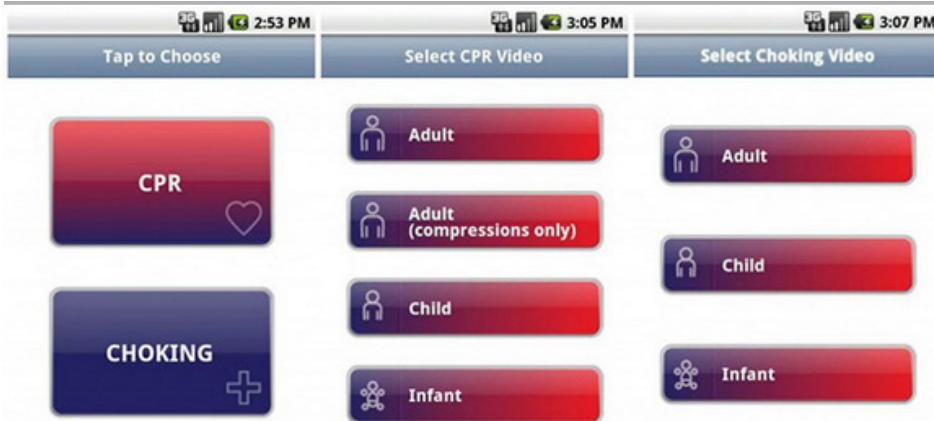 2:53 PM
Tap to Choose
CPR
CHOKING
3:05 PM
Select CPR Video
Adult
Adult
(compressions only)
Child
Infant
3:07 PM
Select Choking Video
Adult
Child
Infant